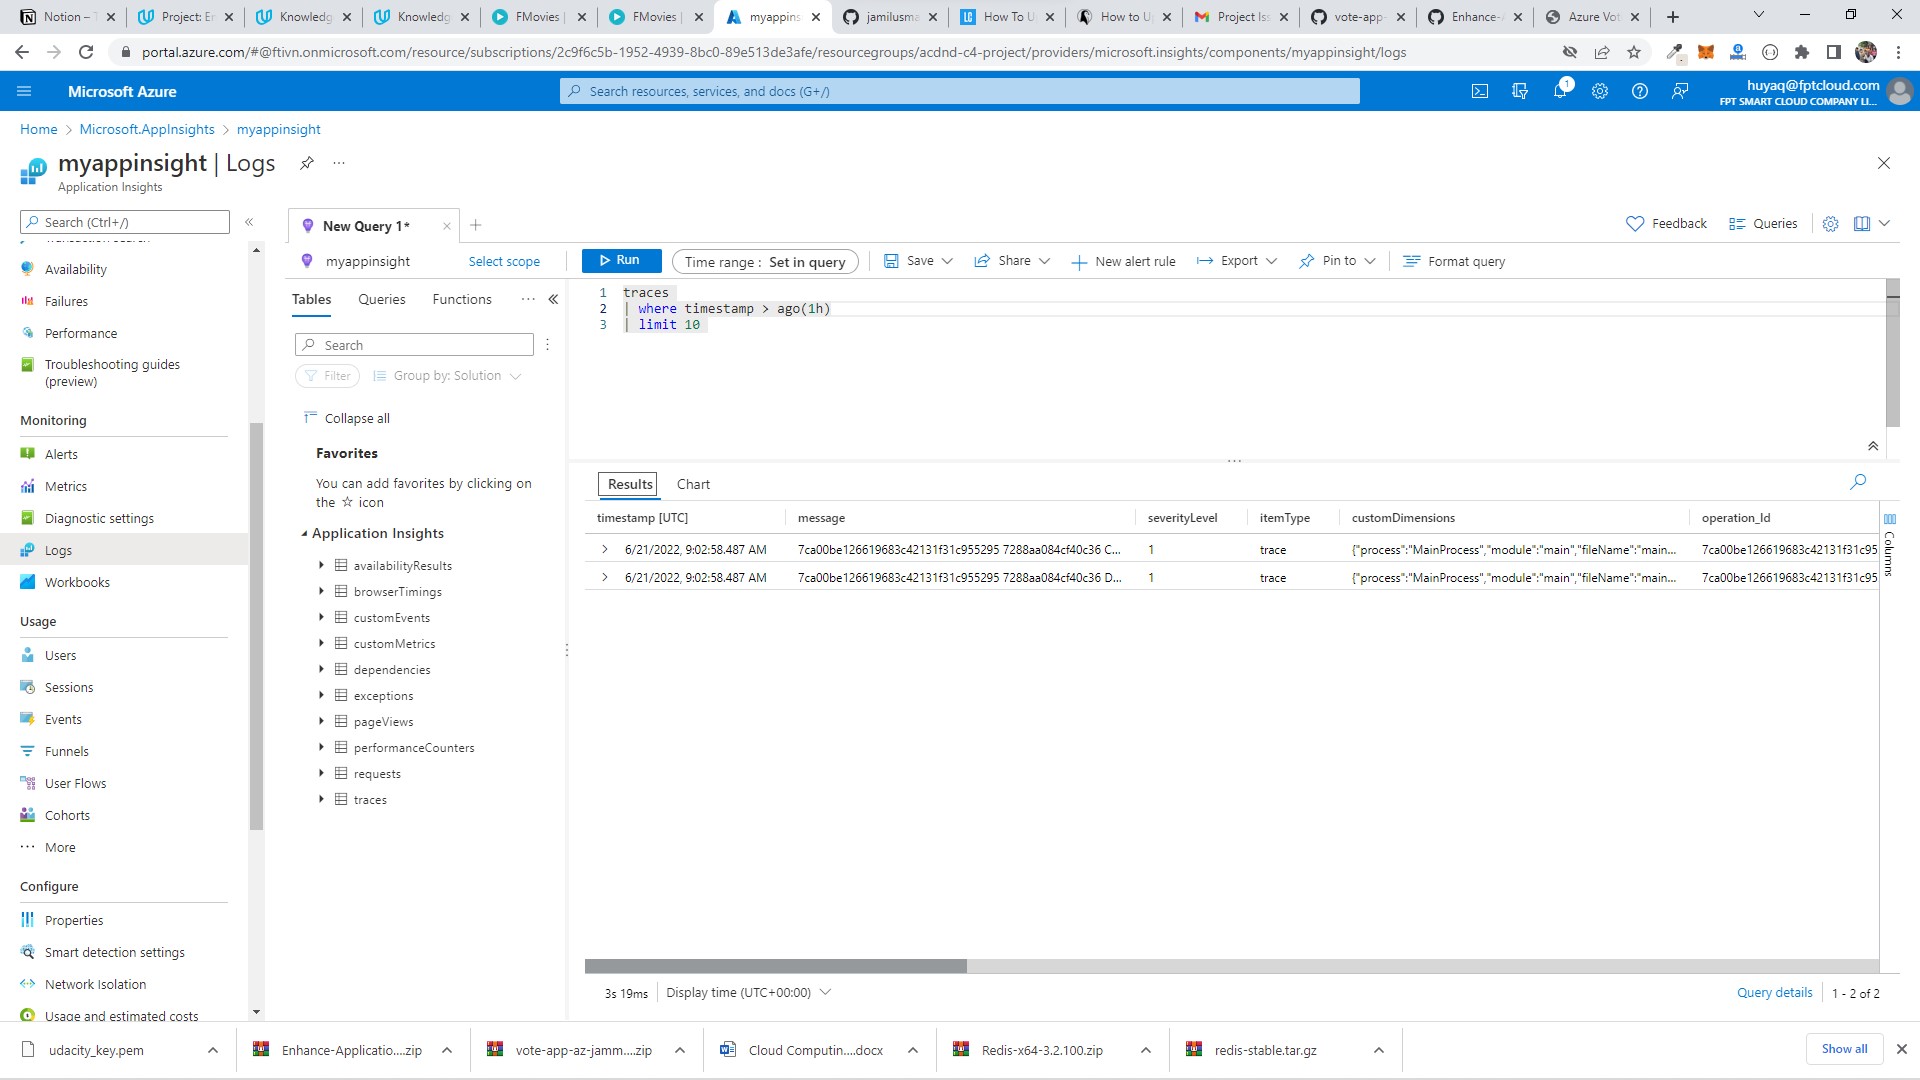 Notion – T
Project: En
Knowledg
Knowledg
FMovies |
FMovies |
myappins
jamilusma
How To U
How to U
Project Iss
vote-app-
Enhance-A
Azure Vot
portal.azure.com/#@ftivn.onmicrosoft.com/resource/subscriptions/2c9f6c5b-1952-4939-8bc0-89e513de3afe/resourcegroups/acdnd-c4-project/providers/microsoft.insights/components/myappinsight/logs
Microsoft Azure
Search resources, services, and docs (G+/)
1
huyaq@fptcloud.com
FPT SMART CLOUD COMPANY LI...
Home > Microsoft.AppInsights > myappinsight
myappinsight | Logs
Application Insights
Search (Ctrl+/)
Transaction search
Availability
Failures
Performance
Troubleshooting guides
(preview)
Monitoring
Alerts
Metrics
Diagnostic settings
Logs
Workbooks
Usage
Users
Sessions
Events
Funnels
User Flows
Cohorts
More
Configure
Properties
Smart detection settings
Network Isolation
Usage and estimated costs
New Query 1*
Feedback
Queries
myappinsight
Select scope
Run
Time range : Set in query
Save
Share
New alert rule
Export
Pin to
Format query
Tables
Queries
Functions
Search
Filter
Group by: Solution
Collapse all
Favorites
You can add favorites by clicking on
the ☆ icon
Application Insights
availabilityResults
browserTimings
customEvents
customMetrics
dependencies
exceptions
pageViews
performanceCounters
requests
traces
1 traces
2 | where timestamp > ago(1h)
3 | limit 10
Results
Chart
timestamp [UTC] message severityLevel itemType customDimensions operation_Id
6/21/2022, 9:02:58.487 AM 7ca00be126619683c42131f31c955295 7288aa084cf40c36 C... 1 trace {"process":"MainProcess","module":"main","fileName":"main... 7ca00be126619683c42131f31c95
6/21/2022, 9:02:58.487 AM 7ca00be126619683c42131f31c955295 7288aa084cf40c36 D... 1 trace {"process":"MainProcess","module":"main","fileName":"main... 7ca00be126619683c42131f31c95
Columns
3s 19ms
Display time (UTC+00:00)
Query details
1 - 2 of 2
udacity_key.pem
Enhance-Applicatio....zip
vote-app-az-jamm....zip
Cloud Computin....docx
Redis-x64-3.2.100.zip
redis-stable.tar.gz
Show all